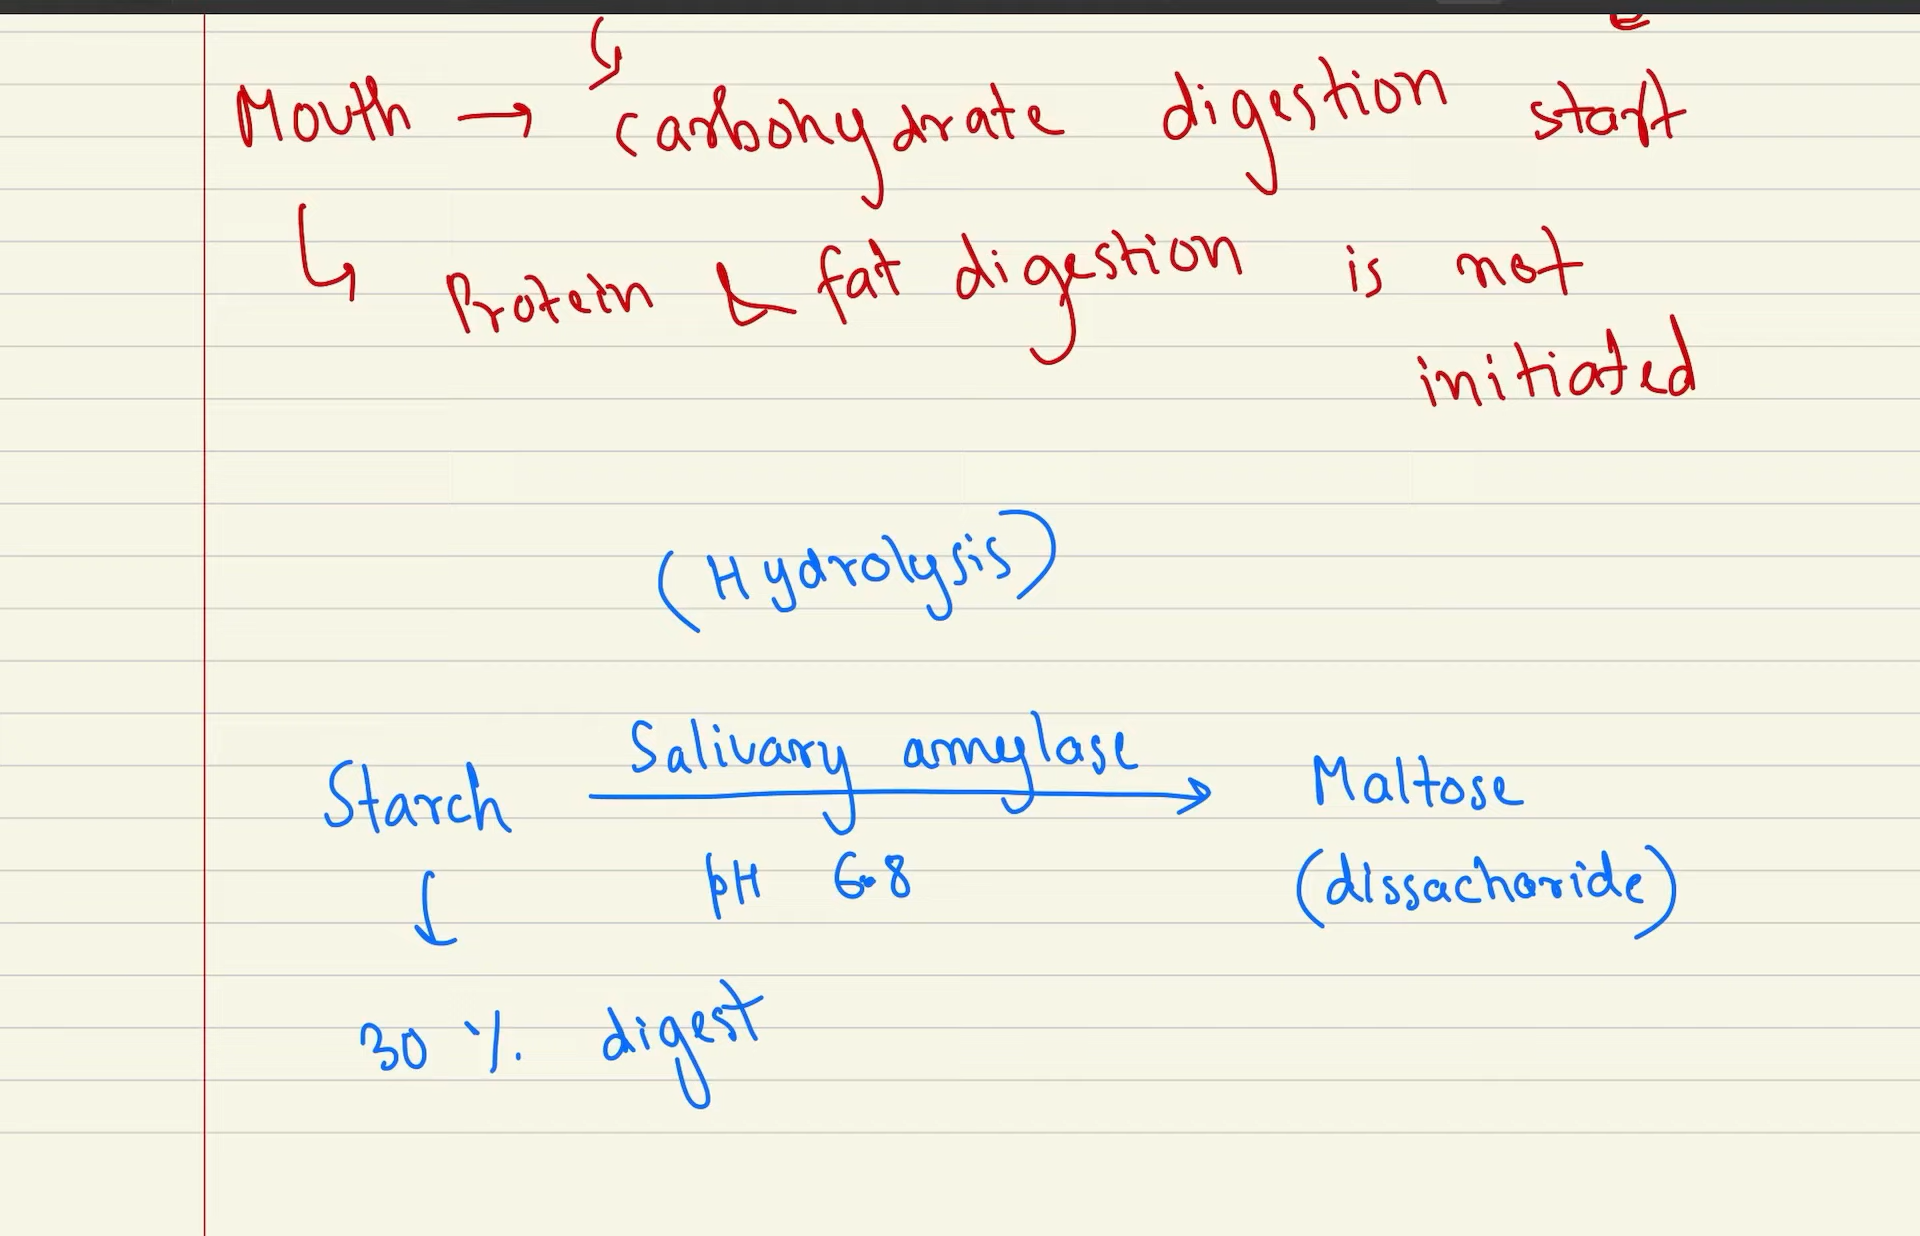 Mouth → carbohydrate digestion start
↳ Protein & fat digestion is not
initiated
(Hydrolysis)
Starch Salivary amylase → Maltose
pH 6.8 (dissacharide)
↓
30 % digest